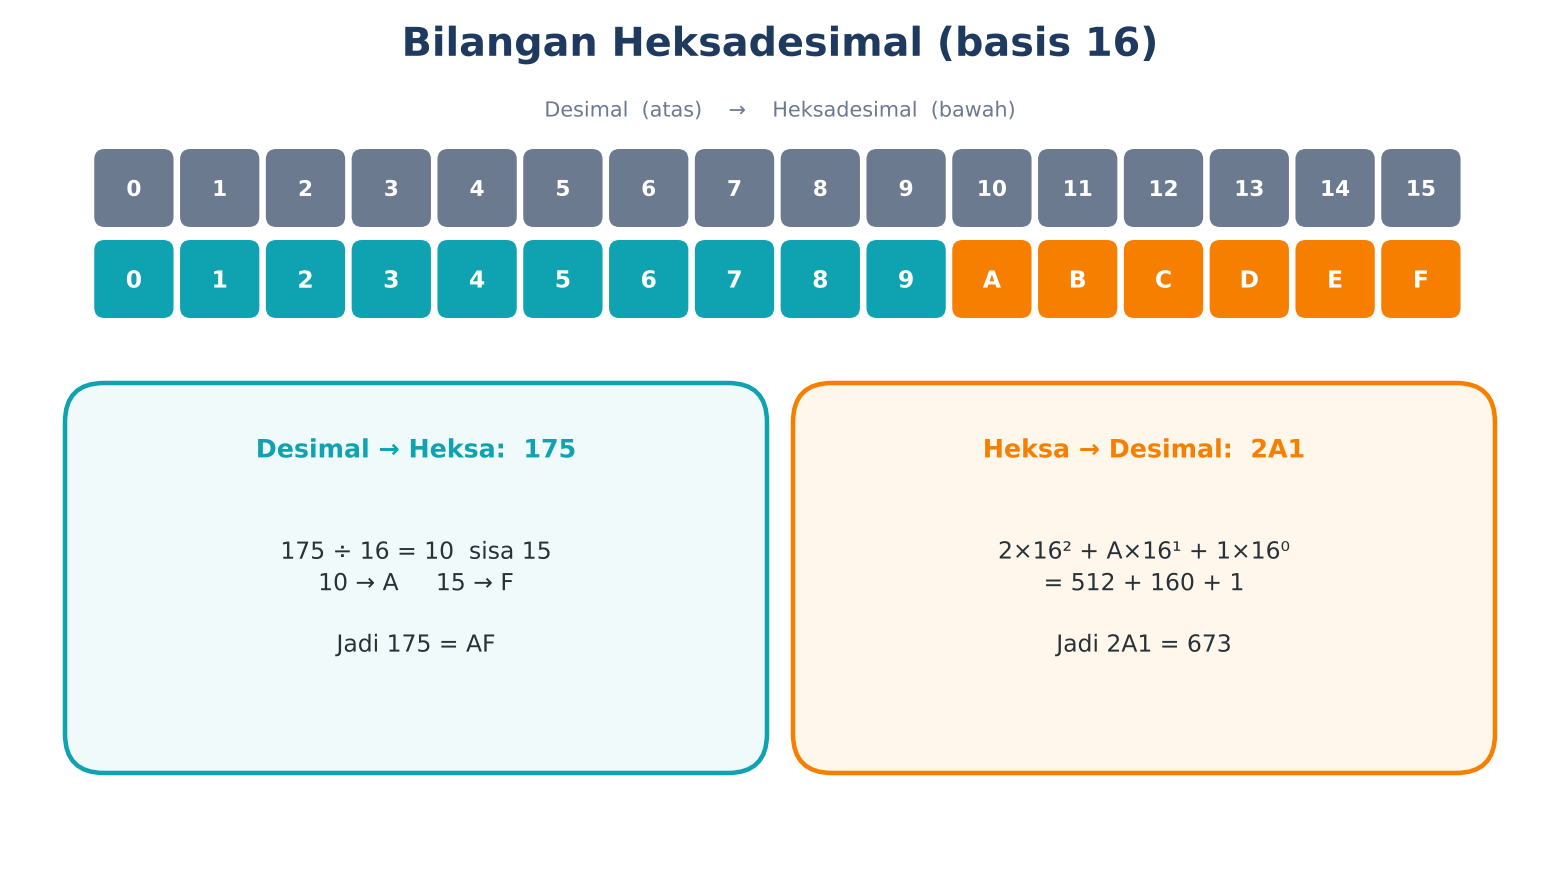 Bilangan Heksadesimal (basis 16)
Desimal (atas) → Heksadesimal (bawah)
0 1 2 3 4 5 6 7 8 9 10 11 12 13 14 15
0 1 2 3 4 5 6 7 8 9 A B C D E F
Desimal → Heksa: 175
175 ÷ 16 = 10 sisa 15
10 → A 15 → F
Jadi 175 = AF
Heksa → Desimal: 2A1
2×16² + A×16¹ + 1×16⁰
= 512 + 160 + 1
Jadi 2A1 = 673